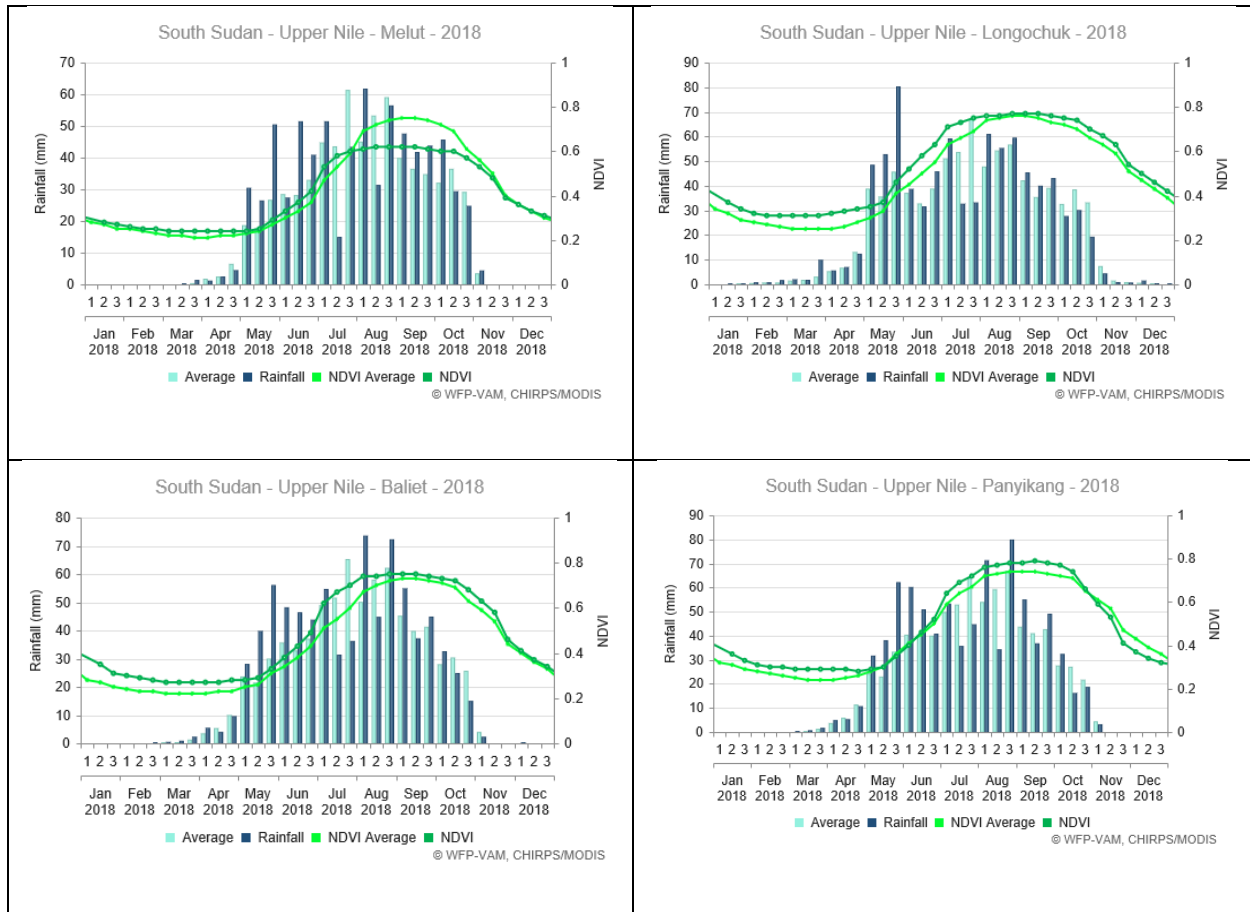 South Sudan - Upper Nile - Melut - 2018
70
60
50
40
30
20
10
0
Rainfall (mm)
1
0.8
0.6
0.4
0.2
0
NDVI
1 2 3 1 2 3 1 2 3 1 2 3 1 2 3 1 2 3 1 2 3 1 2 3 1 2 3 1 2 3 1 2 3 1 2 3
Jan Feb Mar Apr May Jun Jul Aug Sep Oct Nov Dec
2018 2018 2018 2018 2018 2018 2018 2018 2018 2018 2018 2018
Average Rainfall NDVI Average NDVI
© WFP-VAM, CHIRPS/MODIS
South Sudan - Upper Nile - Longochuk - 2018
90
80
70
60
50
40
30
20
10
0
Rainfall (mm)
1
0.8
0.6
0.4
0.2
0
NDVI
1 2 3 1 2 3 1 2 3 1 2 3 1 2 3 1 2 3 1 2 3 1 2 3 1 2 3 1 2 3 1 2 3 1 2 3
Jan Feb Mar Apr May Jun Jul Aug Sep Oct Nov Dec
2018 2018 2018 2018 2018 2018 2018 2018 2018 2018 2018 2018
Average Rainfall NDVI Average NDVI
© WFP-VAM, CHIRPS/MODIS
South Sudan - Upper Nile - Baliet - 2018
80
70
60
50
40
30
20
10
0
Rainfall (mm)
1
0.8
0.6
0.4
0.2
0
NDVI
1 2 3 1 2 3 1 2 3 1 2 3 1 2 3 1 2 3 1 2 3 1 2 3 1 2 3 1 2 3 1 2 3 1 2 3
Jan Feb Mar Apr May Jun Jul Aug Sep Oct Nov Dec
2018 2018 2018 2018 2018 2018 2018 2018 2018 2018 2018 2018
Average Rainfall NDVI Average NDVI
© WFP-VAM, CHIRPS/MODIS
South Sudan - Upper Nile - Panyikang - 2018
90
80
70
60
50
40
30
20
10
0
Rainfall (mm)
1
0.8
0.6
0.4
0.2
0
NDVI
1 2 3 1 2 3 1 2 3 1 2 3 1 2 3 1 2 3 1 2 3 1 2 3 1 2 3 1 2 3 1 2 3 1 2 3
Jan Feb Mar Apr May Jun Jul Aug Sep Oct Nov Dec
2018 2018 2018 2018 2018 2018 2018 2018 2018 2018 2018 2018
Average Rainfall NDVI Average NDVI
© WFP-VAM, CHIRPS/MODIS